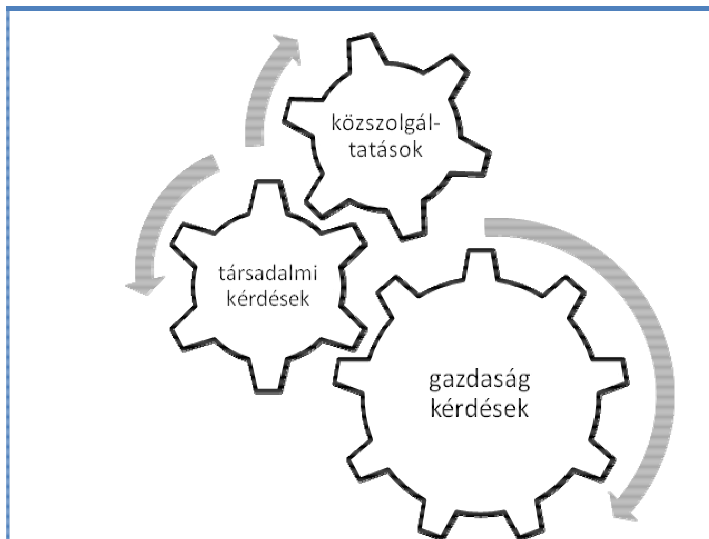 közszolgál-
tatások
társadalmi
kérdések
gazdaság
kérdések